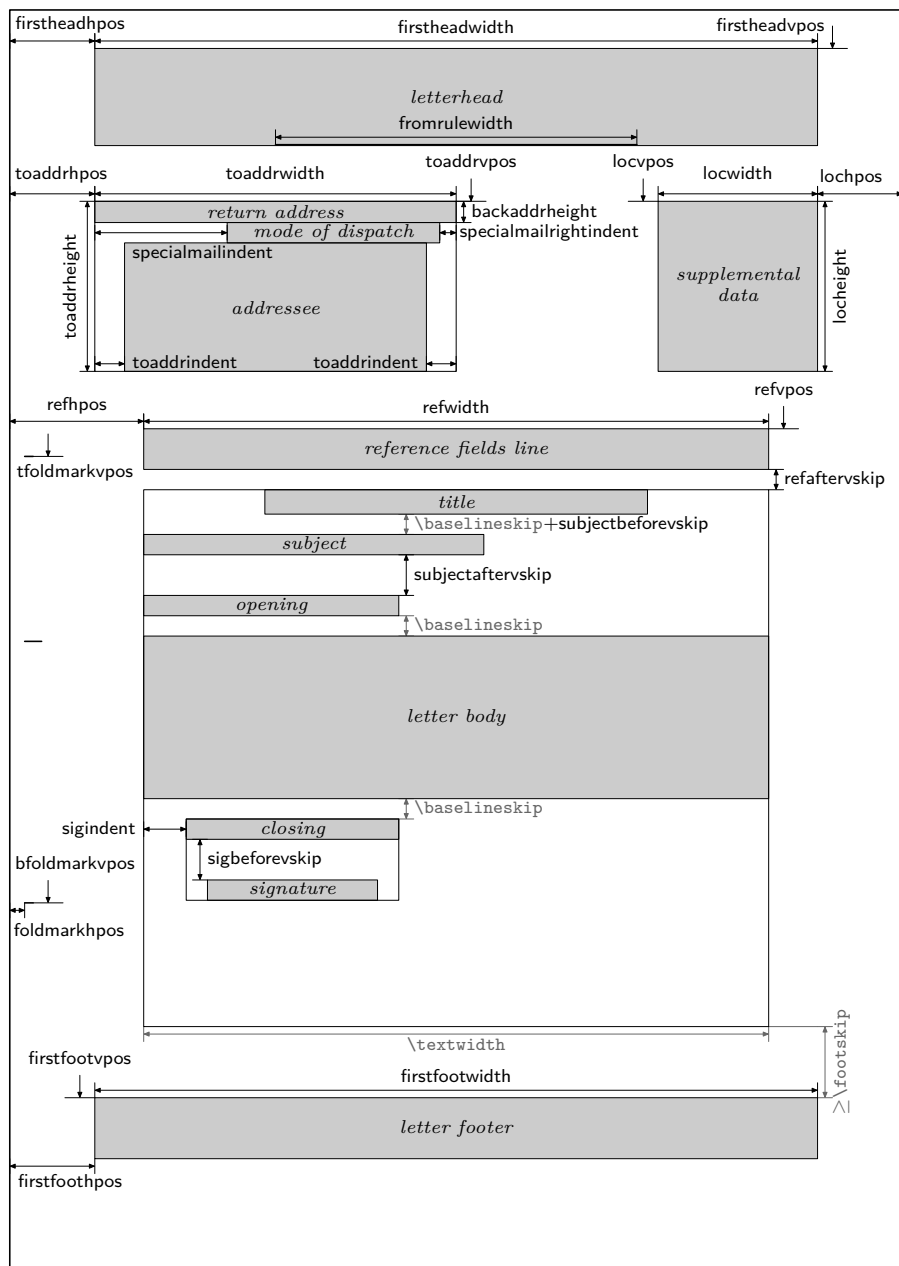 firstheadhpos
firstheadwidth
firstheadvpos
letterhead
fromrulewidth
toaddrhpos
toaddrwidth
toaddrvpos
locvpos
locwidth
lochpos
return address
backaddrheight
mode of dispatch
specialmailrightindent
specialmailindent
toaddrheight
addressee
supplemental
data
locheight
toaddrindent
toaddrindent
refhpos
refwidth
refvpos
reference fields line
tfoldmarkvpos
refaftervskip
title
\baselineskip+subjectbeforevskip
subject
subjectaftervskip
opening
\baselineskip
letter body
\baselineskip
sigindent
closing
sigbeforevskip
bfoldmarkvpos
signature
foldmarkhpos
\textwidth
≥\footskip
firstfootvpos
firstfootwidth
letter footer
firstfoothpos